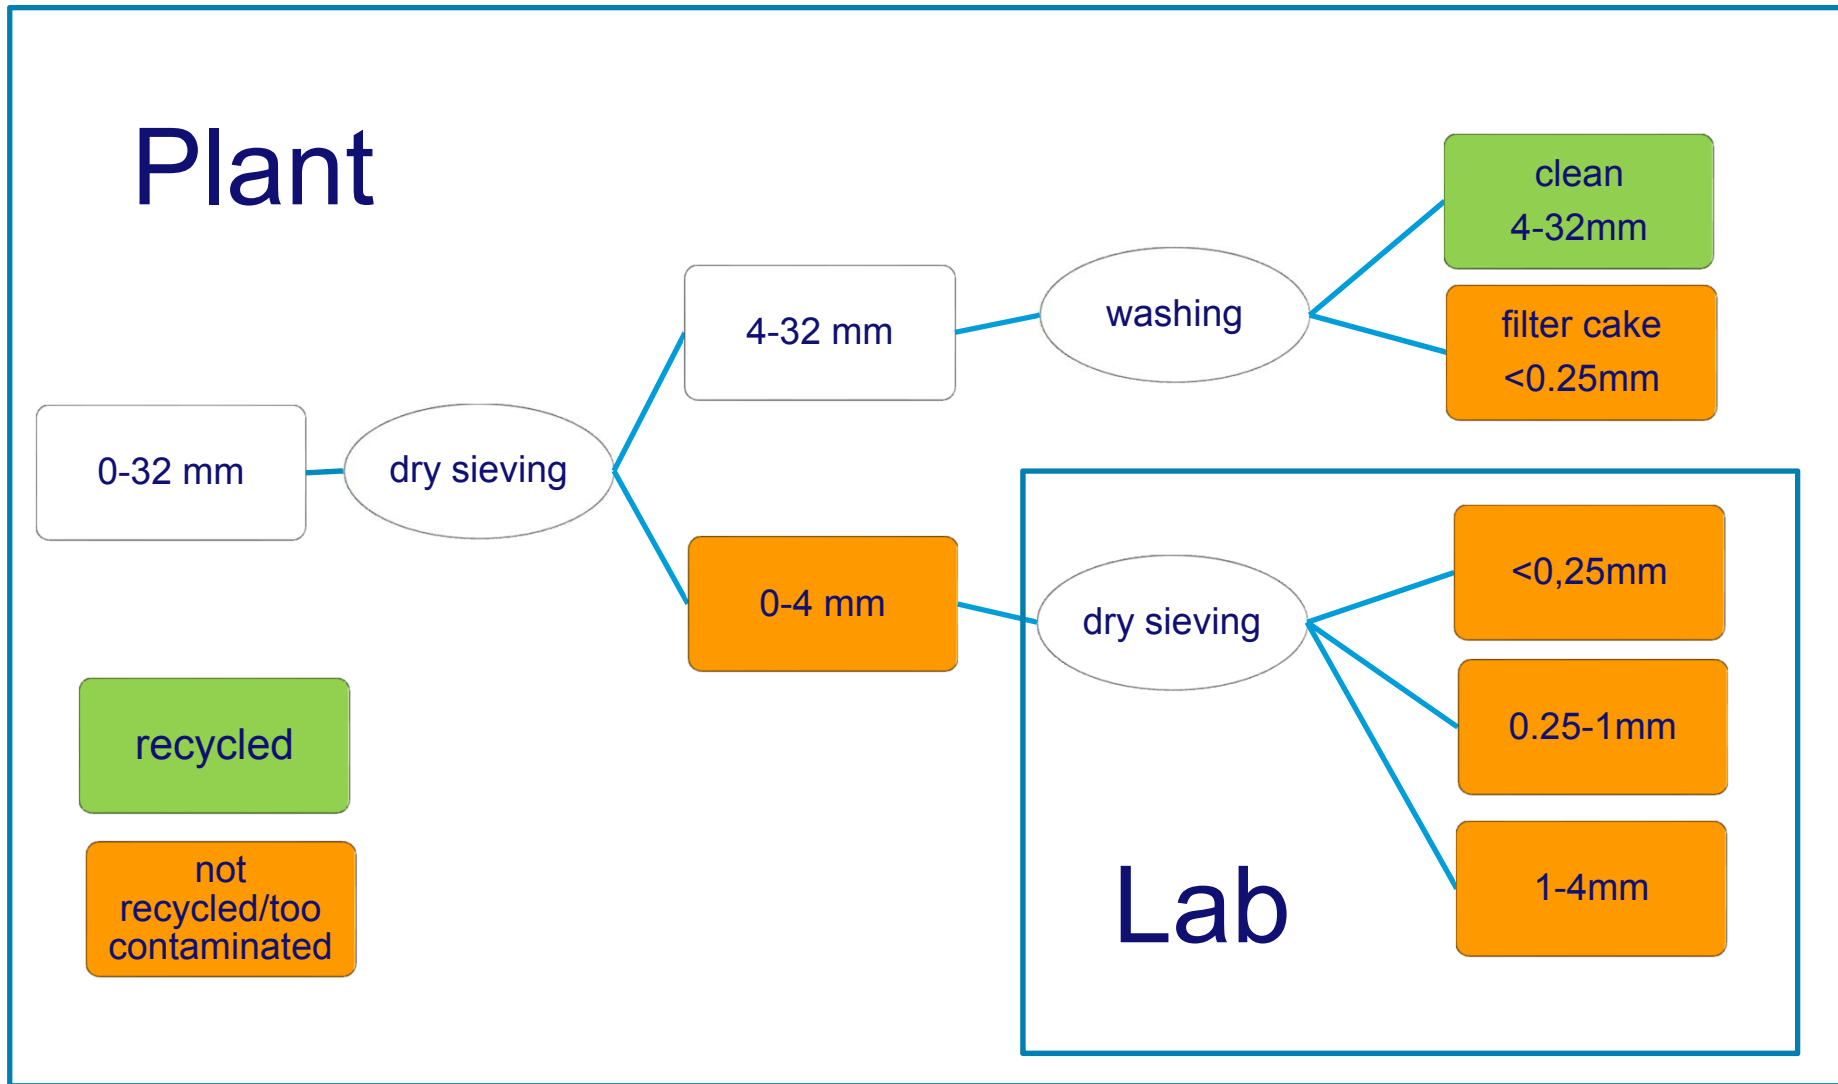 Plant
clean
4-32mm
4-32 mm
washing
filter cake
<0.25mm
0-32 mm
dry sieving
0-4 mm
dry sieving
<0,25mm
0.25-1mm
1-4mm
Lab
recycled
not
recycled/too
contaminated